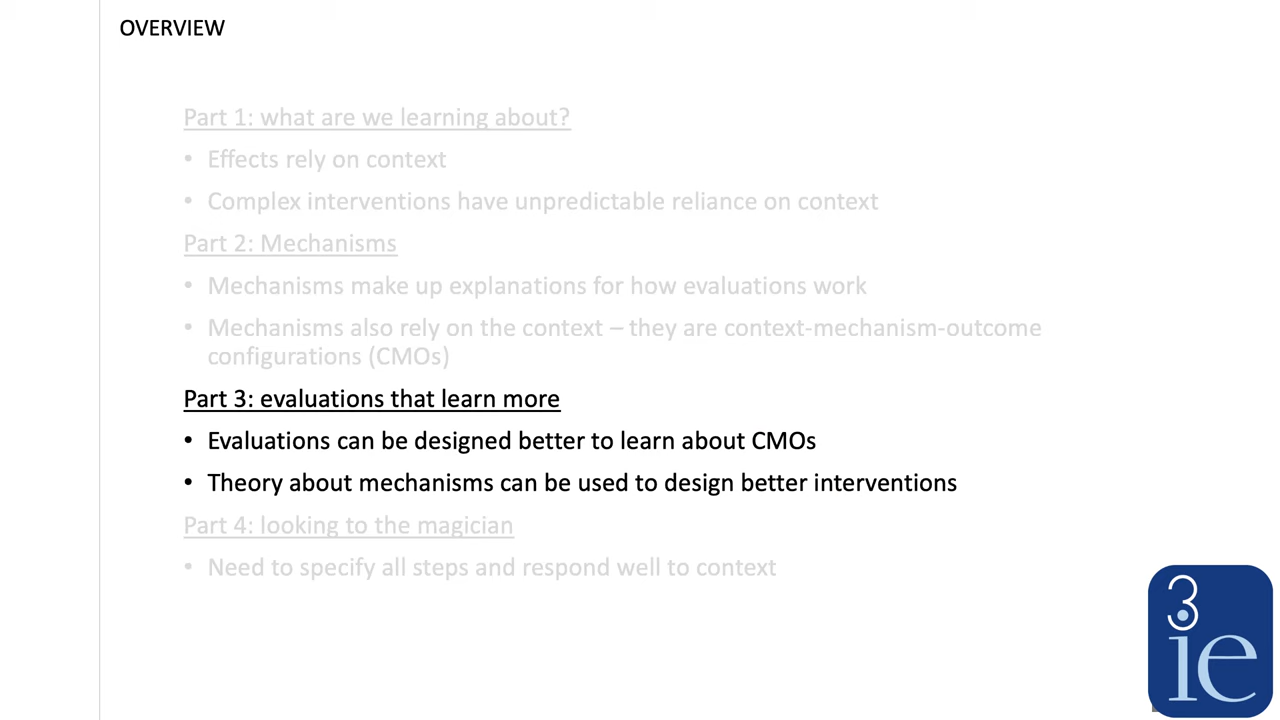 OVERVIEW
Part 1: what are we learning about?
• Effects rely on context
• Complex interventions have unpredictable reliance on context
Part 2: Mechanisms
• Mechanisms make up explanations for how evaluations work
• Mechanisms also rely on the context – they are context-mechanism-outcome
configurations (CMOs)
Part 3: evaluations that learn more
• Evaluations can be designed better to learn about CMOs
• Theory about mechanisms can be used to design better interventions
Part 4: looking to the magician
• Need to specify all steps and respond well to context
3
ie